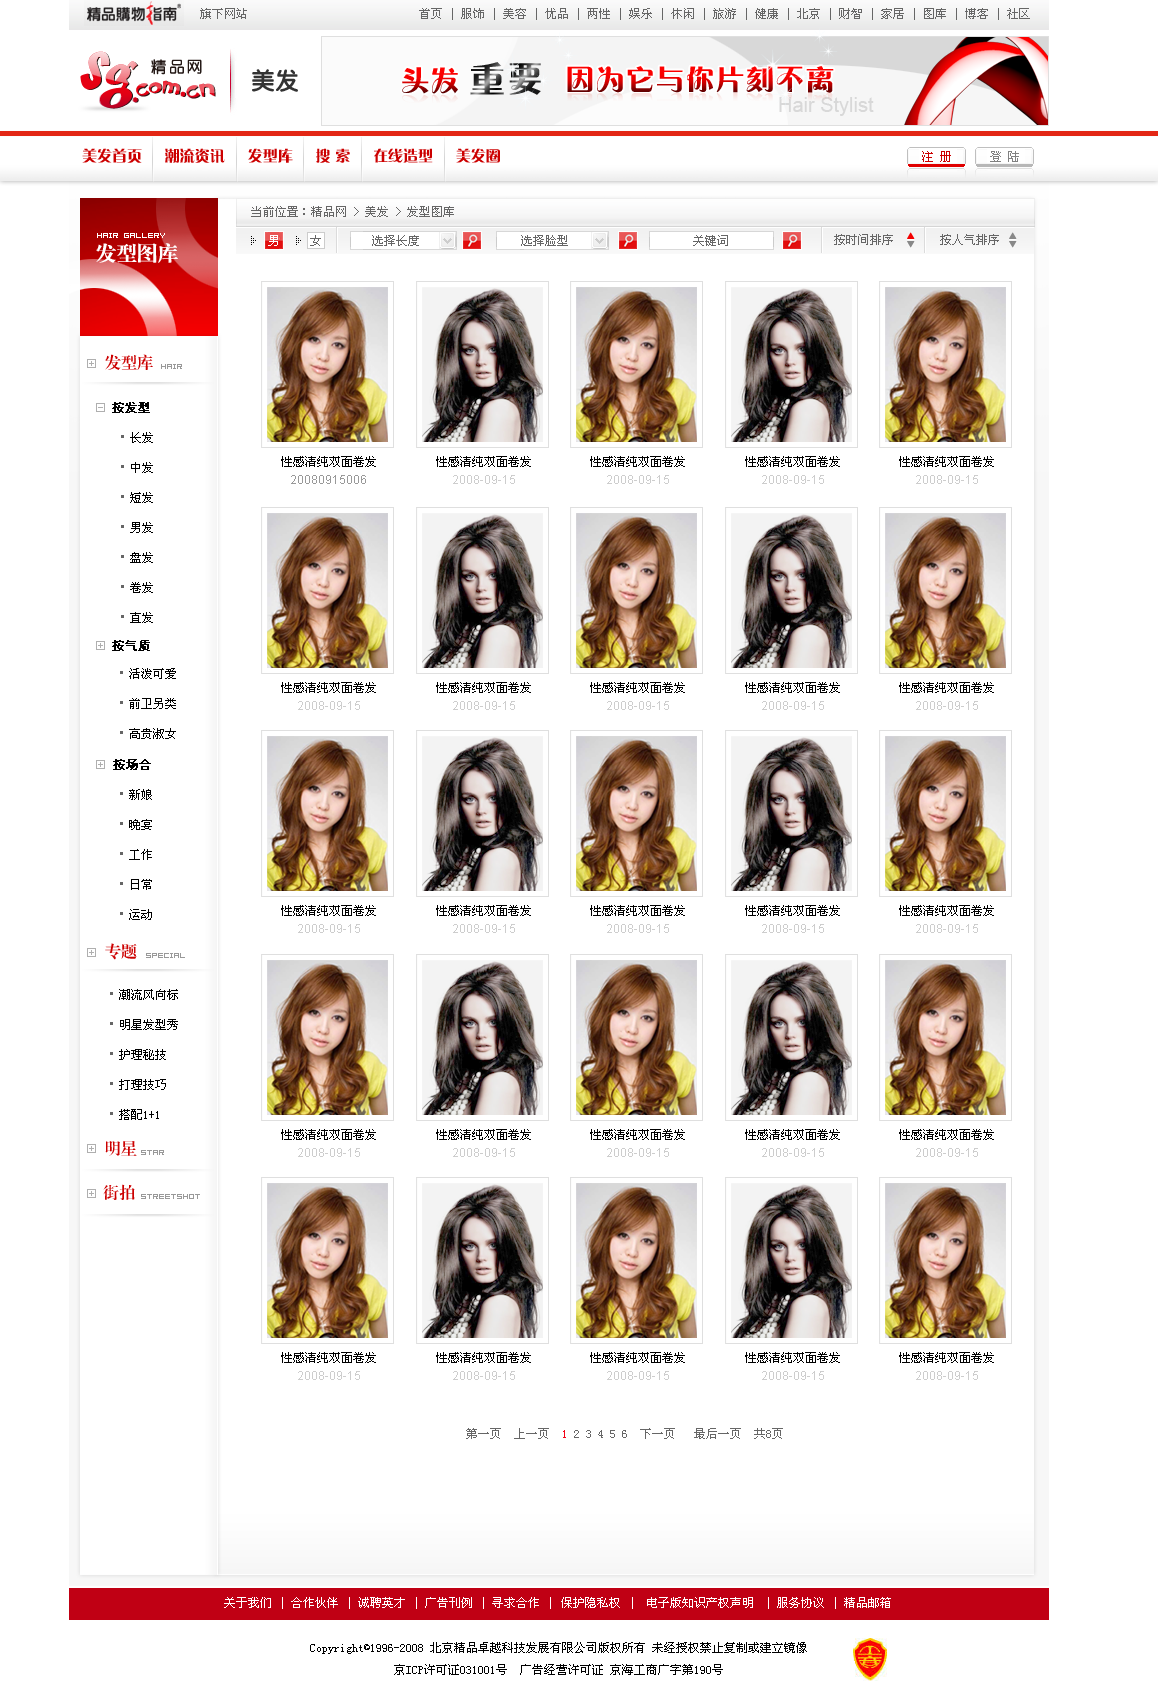 精品購物指南 旗下网站 首页 | 服饰 | 美容 | 优品 | 两性 | 娱乐 | 休闲 | 旅游 | 健康 | 北京 | 财智 | 家居 | 图库 | 博客 | 社区
Sg.com.cn 精品网 美发
头发 重要 因为它与你片刻不离
Hair Stylist
美发首页 潮流资讯 发型库 搜 索 在线造型 美发圈 注 册 登 陆
HAIR GALLERY
发型图库
当前位置：精品网 > 美发 > 发型图库
男 女 选择长度 选择脸型 关键词 按时间排序 按人气排序
发型库 HAIR
按发型
长发
中发
短发
男发
盘发
卷发
直发
按气质
活泼可爱
前卫另类
高贵淑女
按场合
新娘
晚宴
工作
日常
运动
专题 SPECIAL
潮流风向标
明星发型秀
护理秘技
打理技巧
搭配1+1
明星 STAR
街拍 STREETSHOT
性感清纯双面卷发 性感清纯双面卷发 性感清纯双面卷发 性感清纯双面卷发 性感清纯双面卷发
20080915006 2008-09-15 2008-09-15 2008-09-15 2008-09-15
性感清纯双面卷发 性感清纯双面卷发 性感清纯双面卷发 性感清纯双面卷发 性感清纯双面卷发
2008-09-15 2008-09-15 2008-09-15 2008-09-15 2008-09-15
性感清纯双面卷发 性感清纯双面卷发 性感清纯双面卷发 性感清纯双面卷发 性感清纯双面卷发
2008-09-15 2008-09-15 2008-09-15 2008-09-15 2008-09-15
性感清纯双面卷发 性感清纯双面卷发 性感清纯双面卷发 性感清纯双面卷发 性感清纯双面卷发
2008-09-15 2008-09-15 2008-09-15 2008-09-15 2008-09-15
性感清纯双面卷发 性感清纯双面卷发 性感清纯双面卷发 性感清纯双面卷发 性感清纯双面卷发
2008-09-15 2008-09-15 2008-09-15 2008-09-15 2008-09-15
第一页 上一页 1 2 3 4 5 6 下一页 最后一页 共8页
关于我们 | 合作伙伴 | 诚聘英才 | 广告刊例 | 寻求合作 | 保护隐私权 | 电子版知识产权声明 | 服务协议 | 精品邮箱
Copyright©1996-2008 北京精品卓越科技发展有限公司版权所有 未经授权禁止复制或建立镜像
京ICP许可证031001号 广告经营许可证 京海工商广字第190号